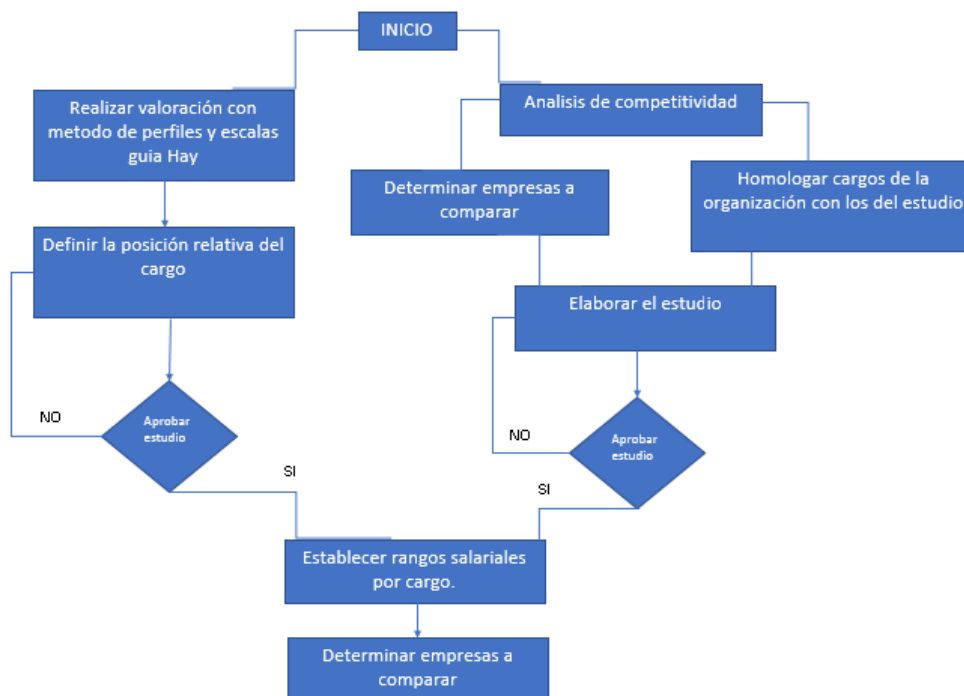 INICIO
Realizar valoración con
metodo de perfiles y escalas
guia Hay
Analisis de competitividad
Determinar empresas a
comparar
Homologar cargos de la
organización con los del estudio
Definir la posición relativa del
cargo
Elaborar el estudio
NO
Aprobar
estudio
NO
Aprobar
estudio
SI
SI
Establecer rangos salariales
por cargo.
Determinar empresas a
comparar